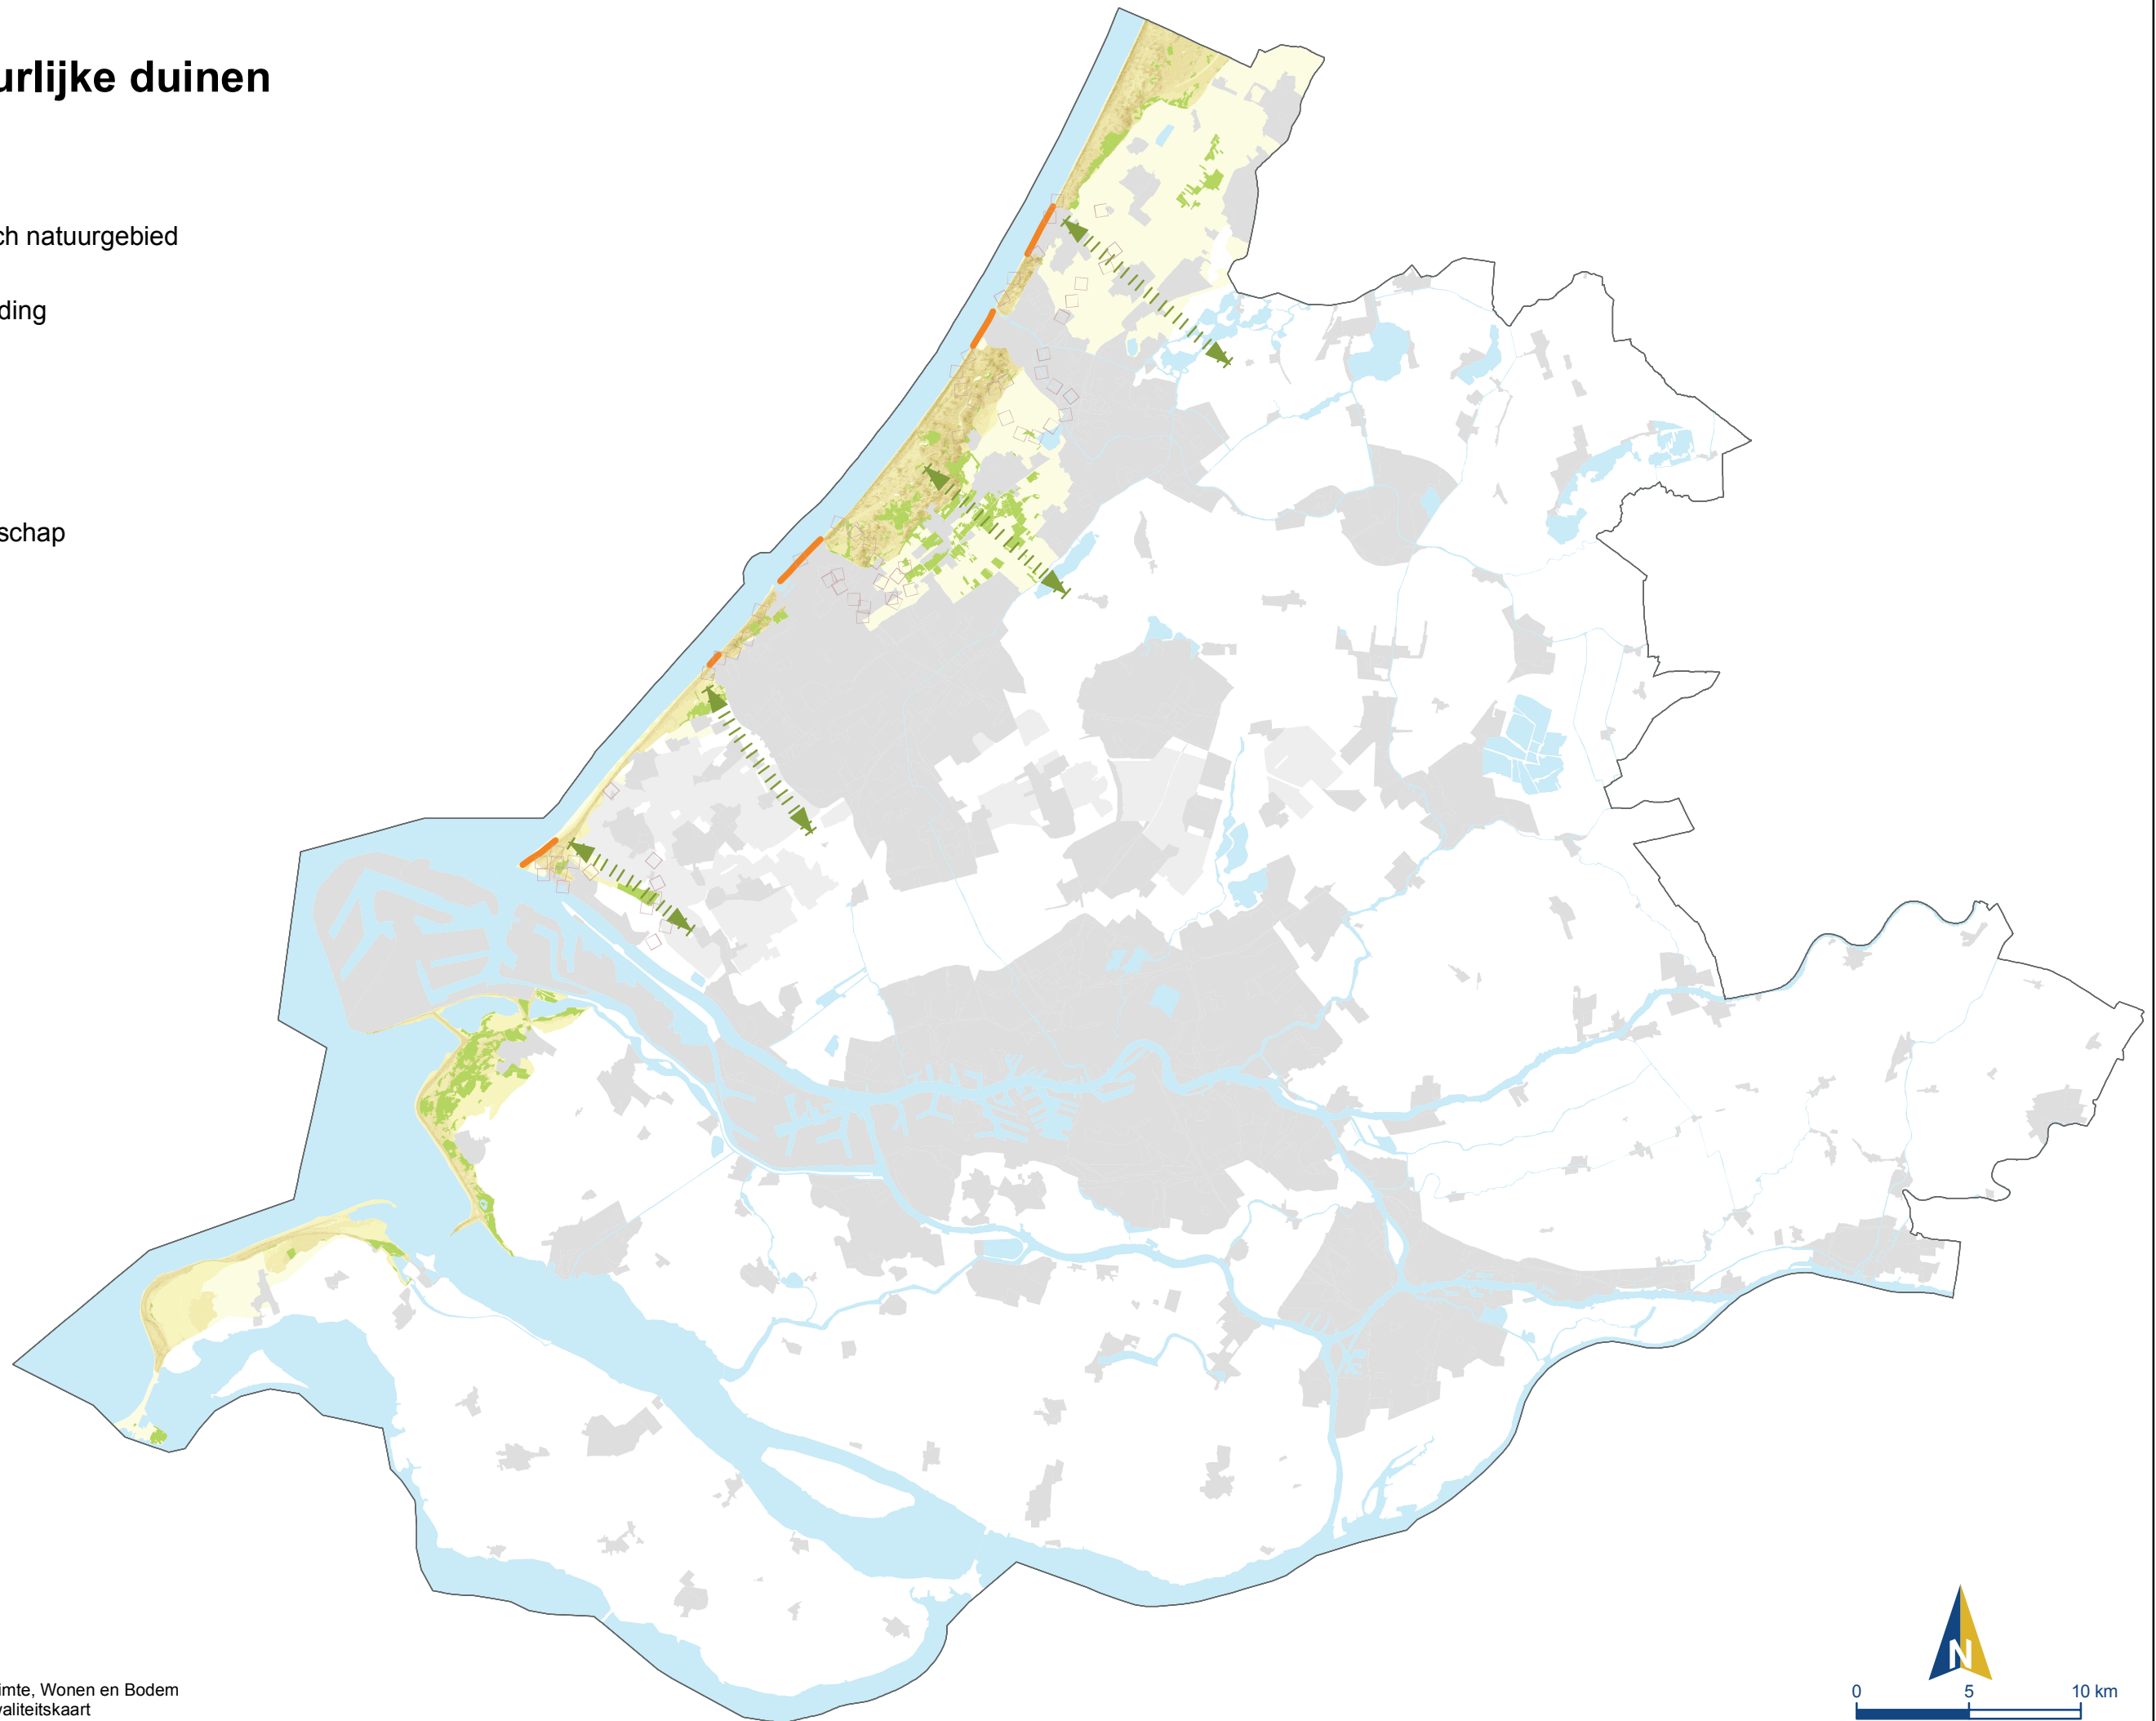 urlijke duinen
ch natuurgebied
ding
schap
imte, Wonen en Bodem
valiteitskaart
N
0 5 10 km